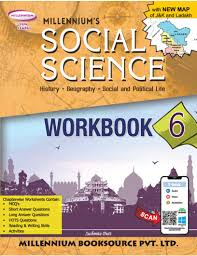 MILLENNIUM'S
SOCIAL
SCIENCE
with NEW MAP
of J&K and Ladakh
History • Geography • Social and Political Life
WORKBOOK 6
Chapterwise Worksheets Contain:
• MCQs
• Short Answer Questions
• Long Answer Questions
• HOTS Questions
• Reading & Writing Skills
• Activities
SCAN
MILLENNIUM BOOKSOURCE PVT. LTD.